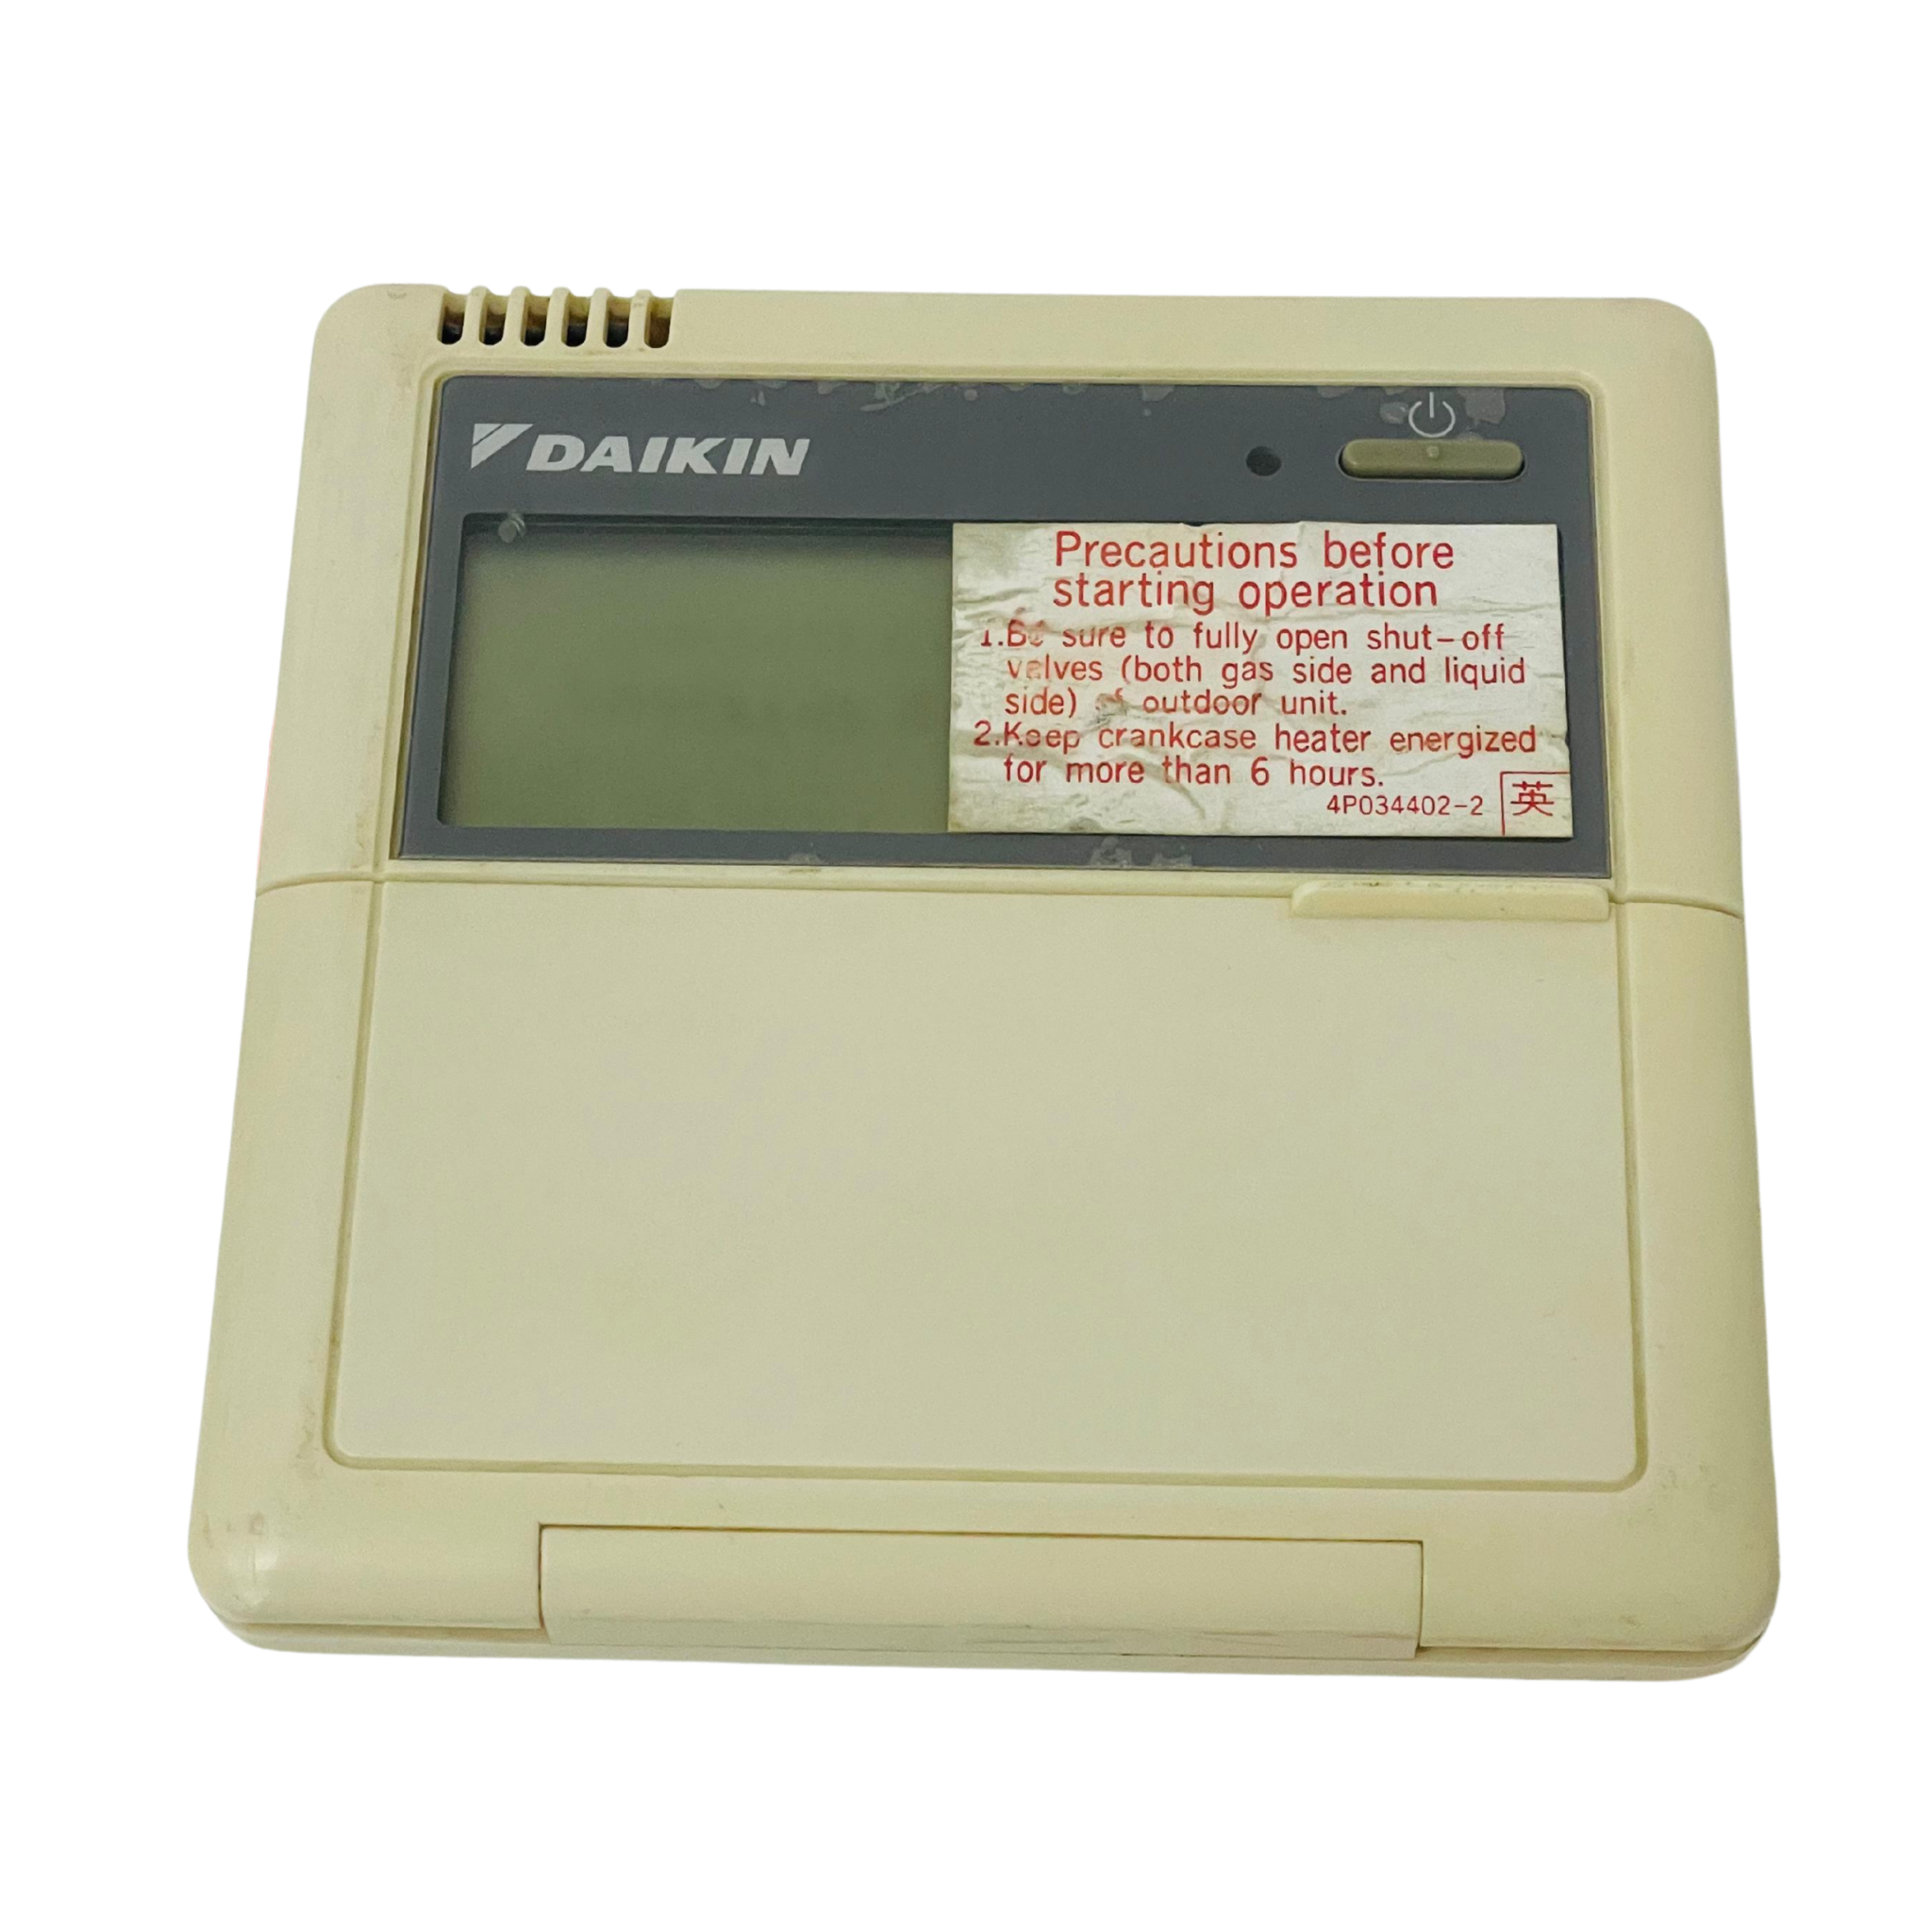 DAIKIN
Precautions before
starting operation
1.Be sure to fully open shut-off
valves (both gas side and liquid
side) of outdoor unit.
2.Keep crankcase heater energized
for more than 6 hours.
4P034402-2
英